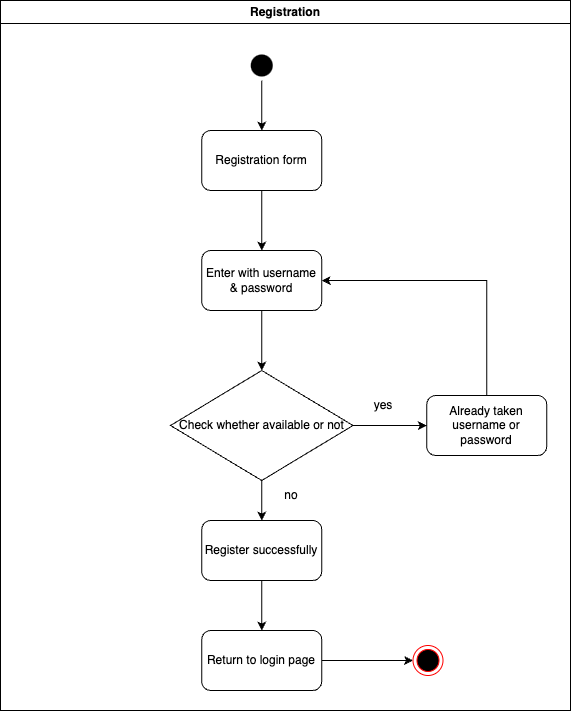 Registration
Registration form
Enter with username
& password
Check whether available or not
yes
Already taken
username or
password
no
Register successfully
Return to login page